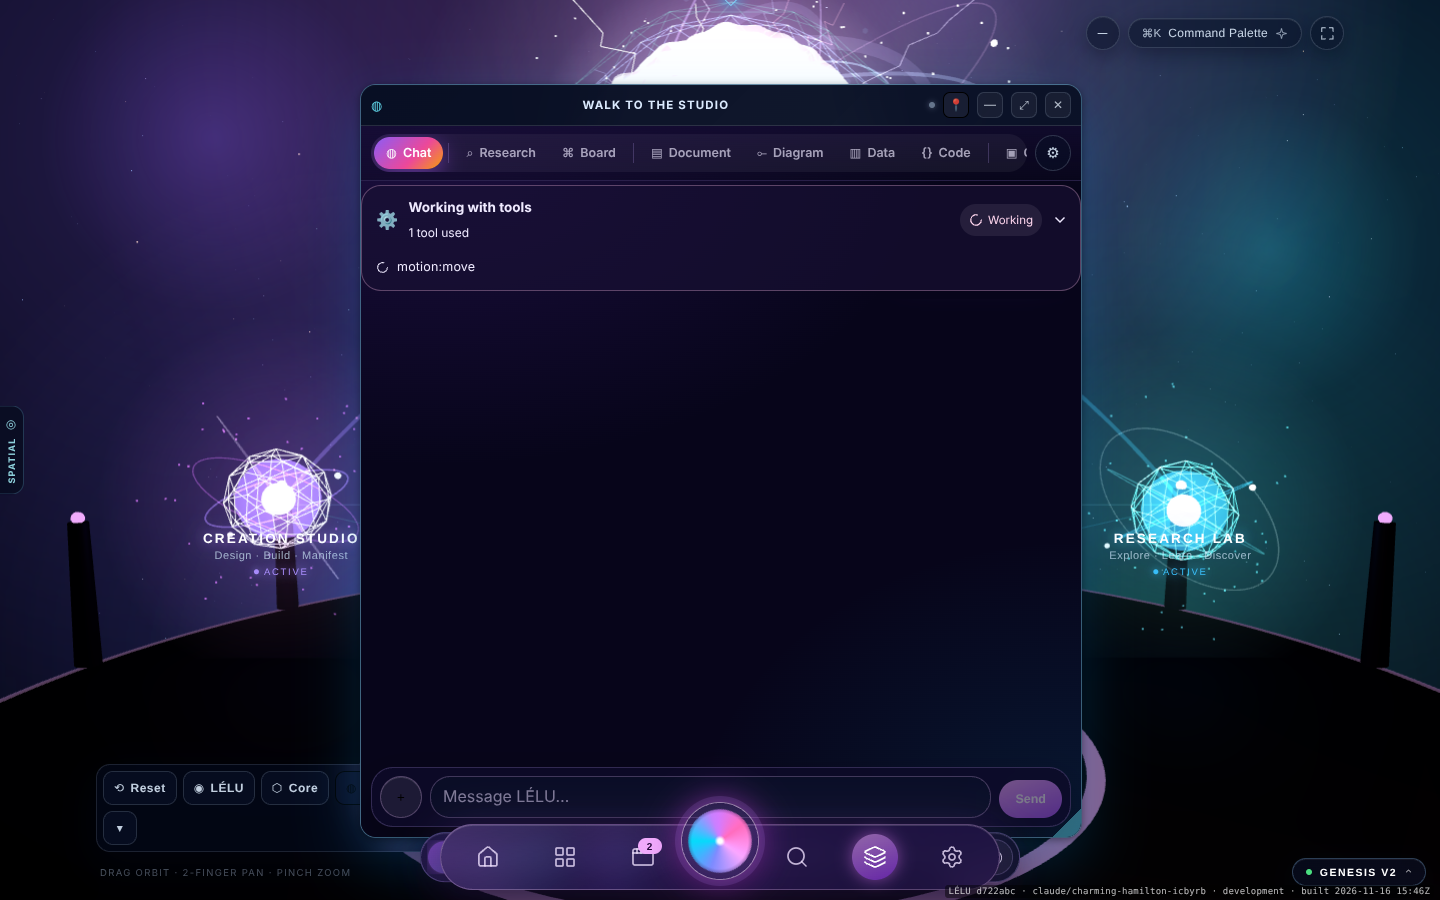 ⌘K Command Palette
WALK TO THE STUDIO
Chat
Research
⌘ Board
Document
Diagram
Data
{} Code
Working with tools
1 tool used
Working
motion:move
SPATIAL
CREATION STUDIO
Design · Build · Manifest
ACTIVE
RESEARCH LAB
Explore · Learn · Discover
ACTIVE
Reset
LÉLU
Core
Message LÉLU...
Send
2
DRAG ORBIT · 2-FINGER PAN · PINCH ZOOM
GENESIS V2
LÉLU d722abc · claude/charming-hamilton-icbyrb · development · built 2026-11-16 15:46Z